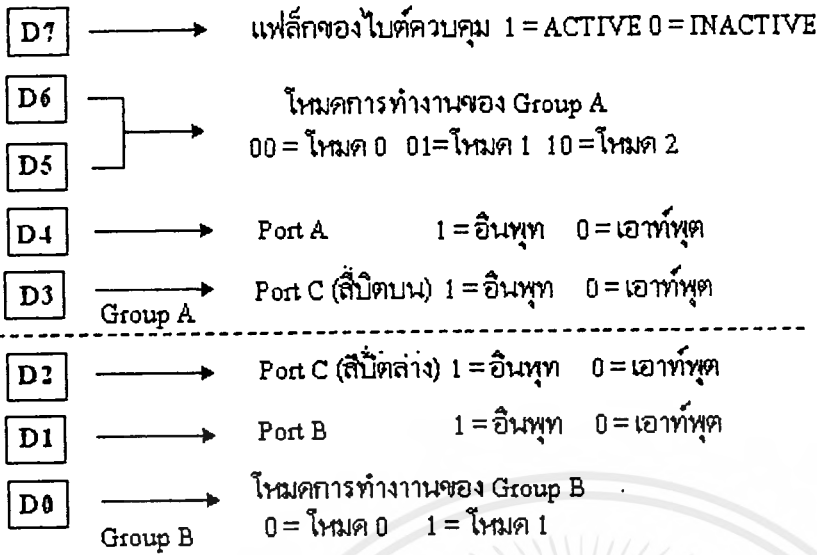 D7 แฟล็กของไบต์ควบคุม 1 = ACTIVE 0 = INACTIVE
D6 โหมดการทำงานของ Group A
D5 00 = โหมด 0 01=โหมด 1 10 =โหมด 2
D4 Port A 1 = อินพุท 0 = เอาท์พุต
D3 Port C (สี่บิตบน) 1 = อินพุท 0 = เอาท์พุต
Group A
D2 Port C (สี่บิตล่าง) 1 = อินหุท 0 = เอาท์พุต
D1 Port B 1 = อินพุท 0 = เอาท์พุต
D0 โหมดการทำงาานของ Group B
Group B 0 = โหมด 0 1 = โหมด 1